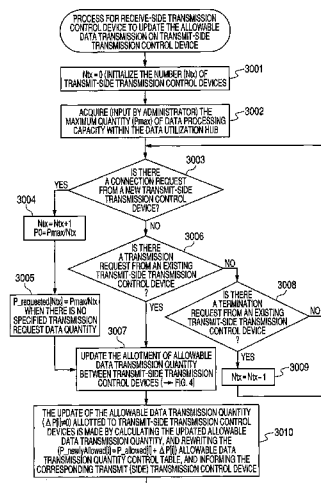 PROCESS FOR RECEIVE-SIDE TRANSMISSION
CONTROL DEVICE TO UPDATE THE ALLOWABLE
DATA TRANSMISSION ON TRANSMIT-SIDE
TRANSMISSION CONTROL DEVICE
3001
Ntx = 0 (INITIALIZE THE NUMBER [Ntx] OF
TRANSMIT-SIDE TRANSMISSION CONTROL DEVICES)
3002
ACQUIRE (INPUT BY ADMINISTRATOR) THE
MAXIMUM QUANTITY (Pmax) OF DATA PROCESSING
CAPACITY WITHIN THE DATA UTILIZATION HUB
3003
IS THERE
A CONNECTION REQUEST
FROM A NEW TRANSMIT-SIDE
TRANSMISSION CONTROL
DEVICE?
YES
NO
3004
Ntx = Ntx+1
P0=Pmax/Ntx
3006
IS THERE
A TRANSMISSION
REQUEST FROM AN EXISTING
TRANSMIT-SIDE TRANSMISSION
CONTROL DEVICE
?
NO
YES
3005
P_requested[Ntx] = Pmax/Ntx
WHEN THERE IS NO
SPECIFIED TRANSMISSION
REQUEST DATA QUANTITY
3008
IS THERE
A TERMINATION
REQUEST FROM AN EXISTING
TRANSMIT-SIDE TRANSMISSION
CONTROL DEVICE
?
NO
YES
3007
UPDATE THE ALLOTMENT OF ALLOWABLE
DATA TRANSMISSION QUANTITY
BETWEEN TRANSMIT-SIDE TRANSMISSION
CONTROL DEVICES [→ FIG. 4]
3009
Ntx = Ntx−1
3010
THE UPDATE OF THE ALLOWABLE DATA TRANSMISSION QUANTITY
{ΔP[i]≠0} ALLOTTED TO TRANSMIT-SIDE TRANSMISSION CONTROL
DEVICES IS MADE BY CALCULATING THE UPDATED ALLOWABLE
DATA TRANSMISSION QUANTITY, AND REWRITING THE
{P_newlyAllowed[i] = P_allowed[i] + ΔP[i]} ALLOWABLE
DATA TRANSMISSION QUANTITY CONTROL TABLE, AND INFORMING THE
CORRESPONDING TRANSMIT (SIDE) TRANSMISSION CONTROL DEVICE